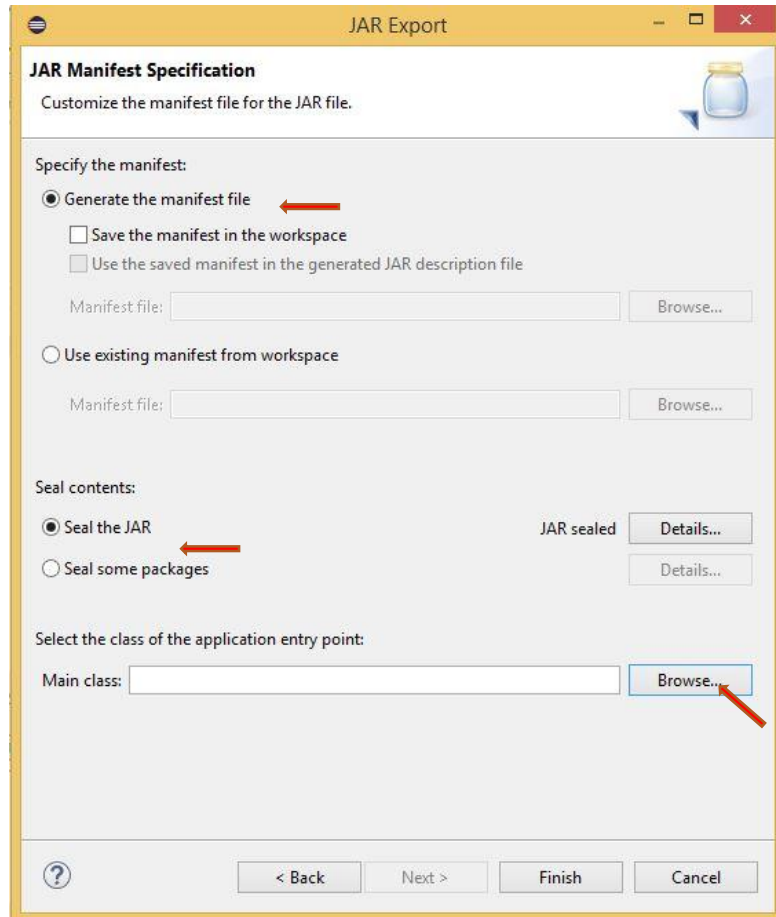 JAR Export
JAR Manifest Specification
Customize the manifest file for the JAR file.
Specify the manifest:
Generate the manifest file
Save the manifest in the workspace
Use the saved manifest in the generated JAR description file
Manifest file: Browse...
Use existing manifest from workspace
Manifest file: Browse...
Seal contents:
Seal the JAR JAR sealed Details...
Seal some packages Details...
Select the class of the application entry point:
Main class: Browse...
? < Back Next > Finish Cancel